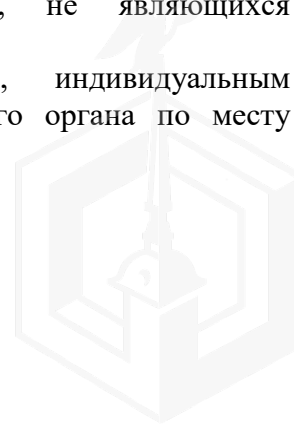 , не являющихся
, индивидуальным
го органа по месту